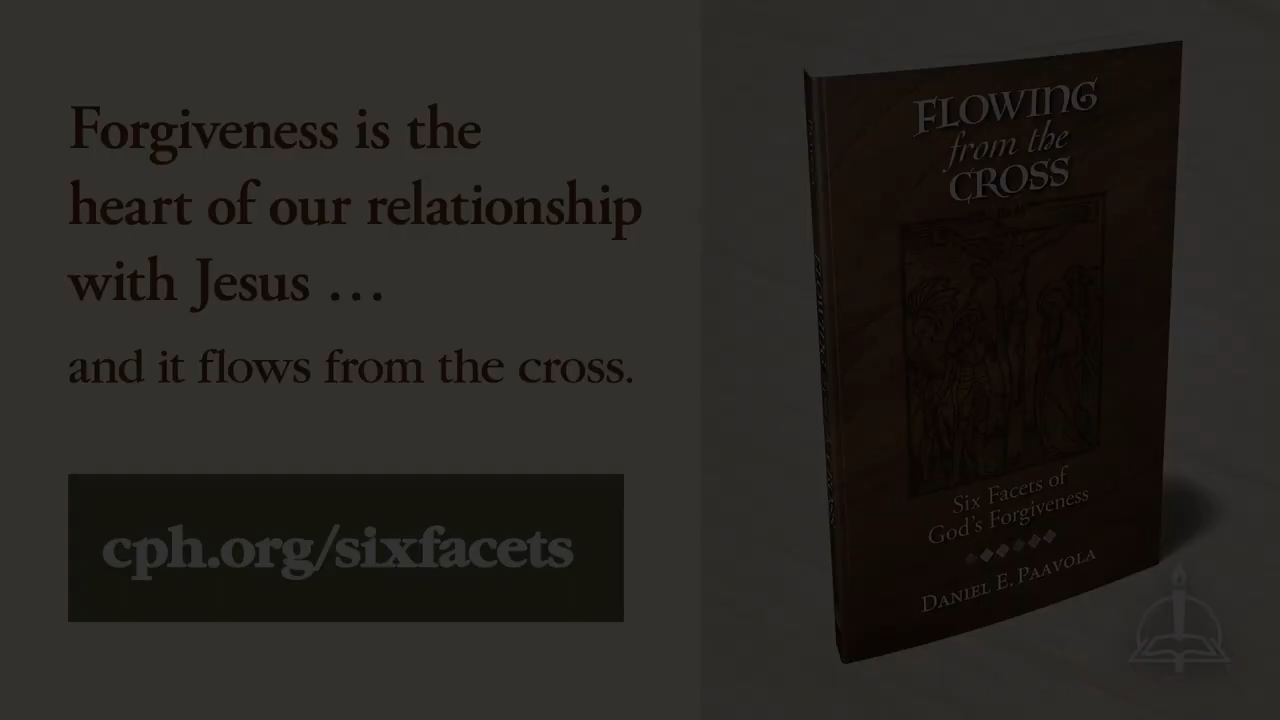 Forgiveness is the
heart of our relationship
with Jesus …
and it flows from the cross.
cph.org/sixfacets
FLOWING
from the
CROSS
Six Facets of
God's Forgiveness
DANIEL E. PAAVOLA